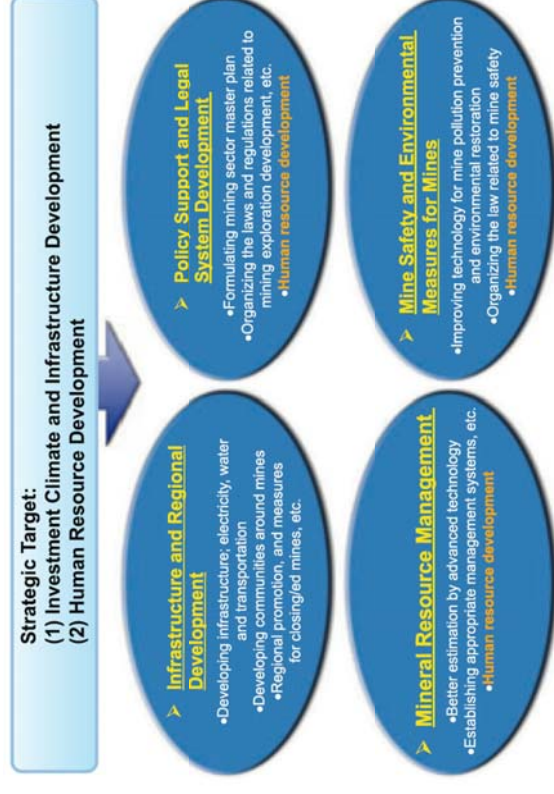 Strategic Target:
(1) Investment Climate and Infrastructure Development
(2) Human Resource Development
➢ Infrastructure and Regional
Development
•Developing infrastructure; electricity, water
and transportation
•Developing communities around mines
•Regional promotion, and measures
for closing/ed mines, etc.
➢ Policy Support and Legal
System Development
•Formulating mining sector master plan
•Organizing the laws and regulations related to
mining exploration development, etc.
•Human resource development
➢ Mineral Resource Management
•Better estimation by advanced technology
•Establishing appropriate management systems, etc.
•Human resource development
➢ Mine Safety and Environmental
Measures for Mines
•Improving technology for mine pollution prevention
and environmental restoration
•Organizing the law related to mine safety
•Human resource development